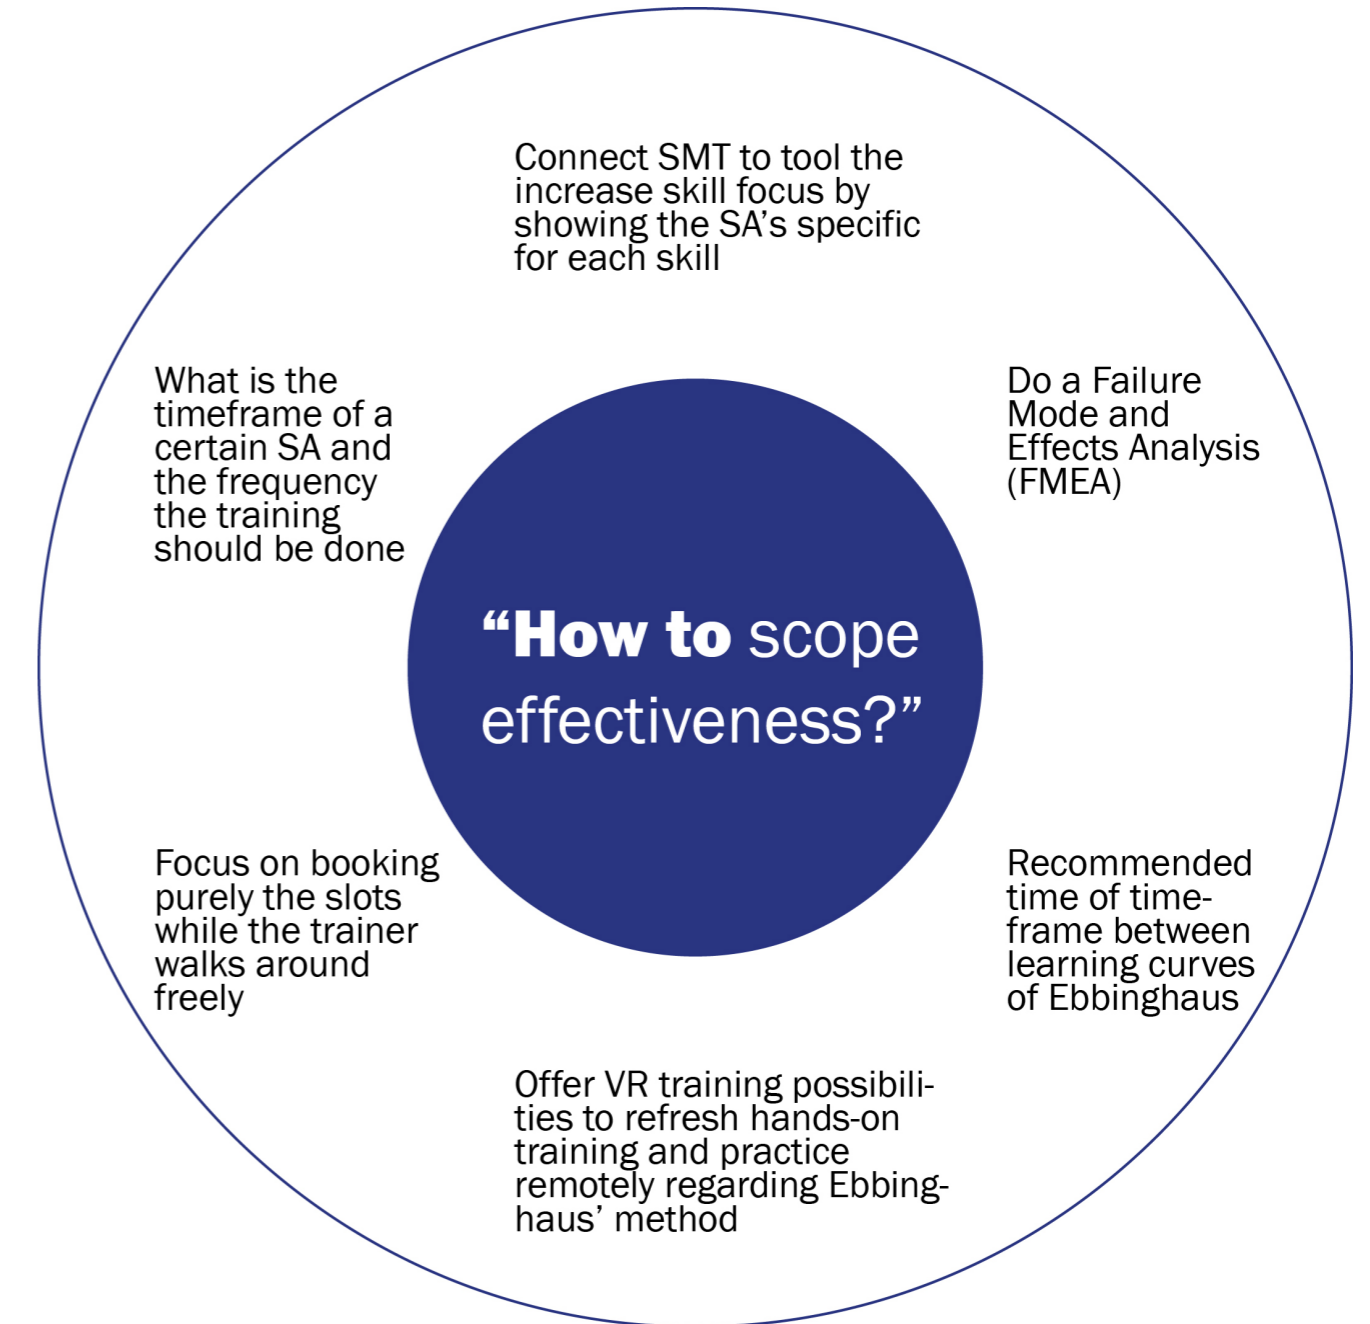 Connect SMT to tool the
increase skill focus by
showing the SA’s specific
for each skill
What is the
timeframe of a
certain SA and
the frequency
the training
should be done
Do a Failure
Mode and
Effects Analysis
(FMEA)
“How to scope
effectiveness?”
Focus on booking
purely the slots
while the trainer
walks around
freely
Recommended
time of time-
frame between
learning curves
of Ebbinghaus
Offer VR training possibili-
ties to refresh hands-on
training and practice
remotely regarding Ebbing-
haus’ method